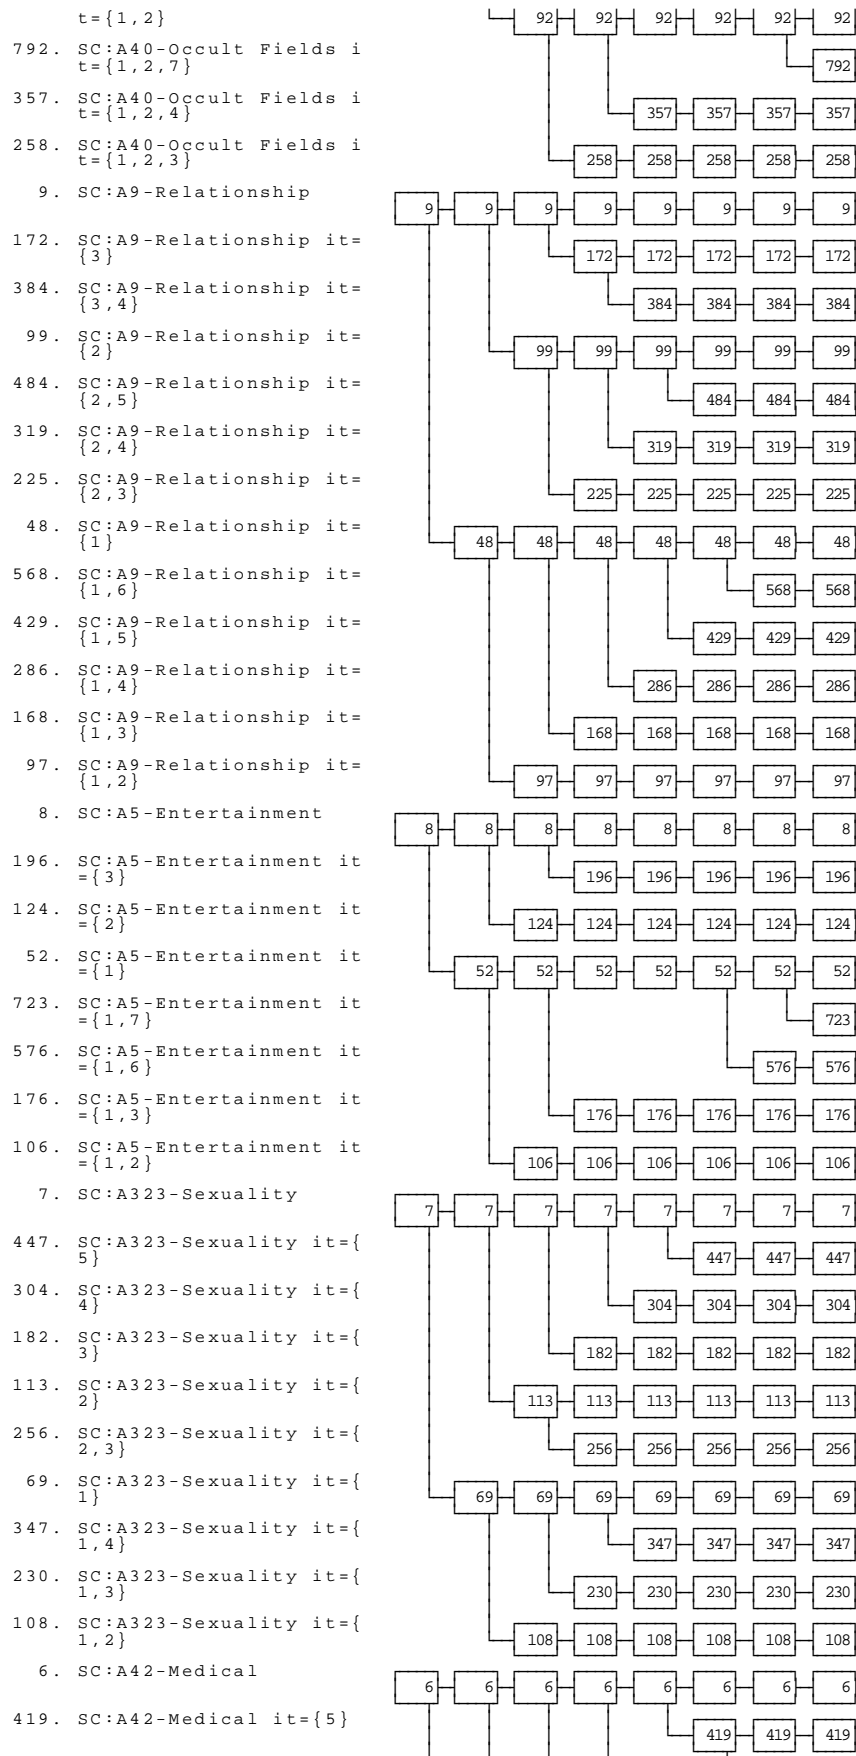 t={1,2} 92 92 92 92 92 92
792. SC:A40-Occult Fields i
t={1,2,7} 792
357. SC:A40-Occult Fields i
t={1,2,4} 357 357 357 357
258. SC:A40-Occult Fields i
t={1,2,3} 258 258 258 258 258
9. SC:A9-Relationship 9 9 9 9 9 9 9 9
172. SC:A9-Relationship it=
{3} 172 172 172 172 172
384. SC:A9-Relationship it=
{3,4} 384 384 384 384
99. SC:A9-Relationship it=
{2} 99 99 99 99 99 99
484. SC:A9-Relationship it=
{2,5} 484 484 484
319. SC:A9-Relationship it=
{2,4} 319 319 319 319
225. SC:A9-Relationship it=
{2,3} 225 225 225 225 225
48. SC:A9-Relationship it=
{1} 48 48 48 48 48 48 48
568. SC:A9-Relationship it=
{1,6} 568 568
429. SC:A9-Relationship it=
{1,5} 429 429 429
286. SC:A9-Relationship it=
{1,4} 286 286 286 286
168. SC:A9-Relationship it=
{1,3} 168 168 168 168 168
97. SC:A9-Relationship it=
{1,2} 97 97 97 97 97 97
8. SC:A5-Entertainment 8 8 8 8 8 8 8 8
196. SC:A5-Entertainment it
={3} 196 196 196 196 196
124. SC:A5-Entertainment it
={2} 124 124 124 124 124 124
52. SC:A5-Entertainment it
={1} 52 52 52 52 52 52 52
723. SC:A5-Entertainment it
={1,7} 723
576. SC:A5-Entertainment it
={1,6} 576 576
176. SC:A5-Entertainment it
={1,3} 176 176 176 176 176
106. SC:A5-Entertainment it
={1,2} 106 106 106 106 106 106
7. SC:A323-Sexuality 7 7 7 7 7 7 7 7
447. SC:A323-Sexuality it={
5} 447 447 447
304. SC:A323-Sexuality it={
4} 304 304 304 304
182. SC:A323-Sexuality it={
3} 182 182 182 182 182
113. SC:A323-Sexuality it={
2} 113 113 113 113 113 113
256. SC:A323-Sexuality it={
2,3} 256 256 256 256 256
69. SC:A323-Sexuality it={
1} 69 69 69 69 69 69 69
347. SC:A323-Sexuality it={
1,4} 347 347 347 347
230. SC:A323-Sexuality it={
1,3} 230 230 230 230 230
108. SC:A323-Sexuality it={
1,2} 108 108 108 108 108 108
6. SC:A42-Medical 6 6 6 6 6 6 6 6
419. SC:A42-Medical it={5} 419 419 419